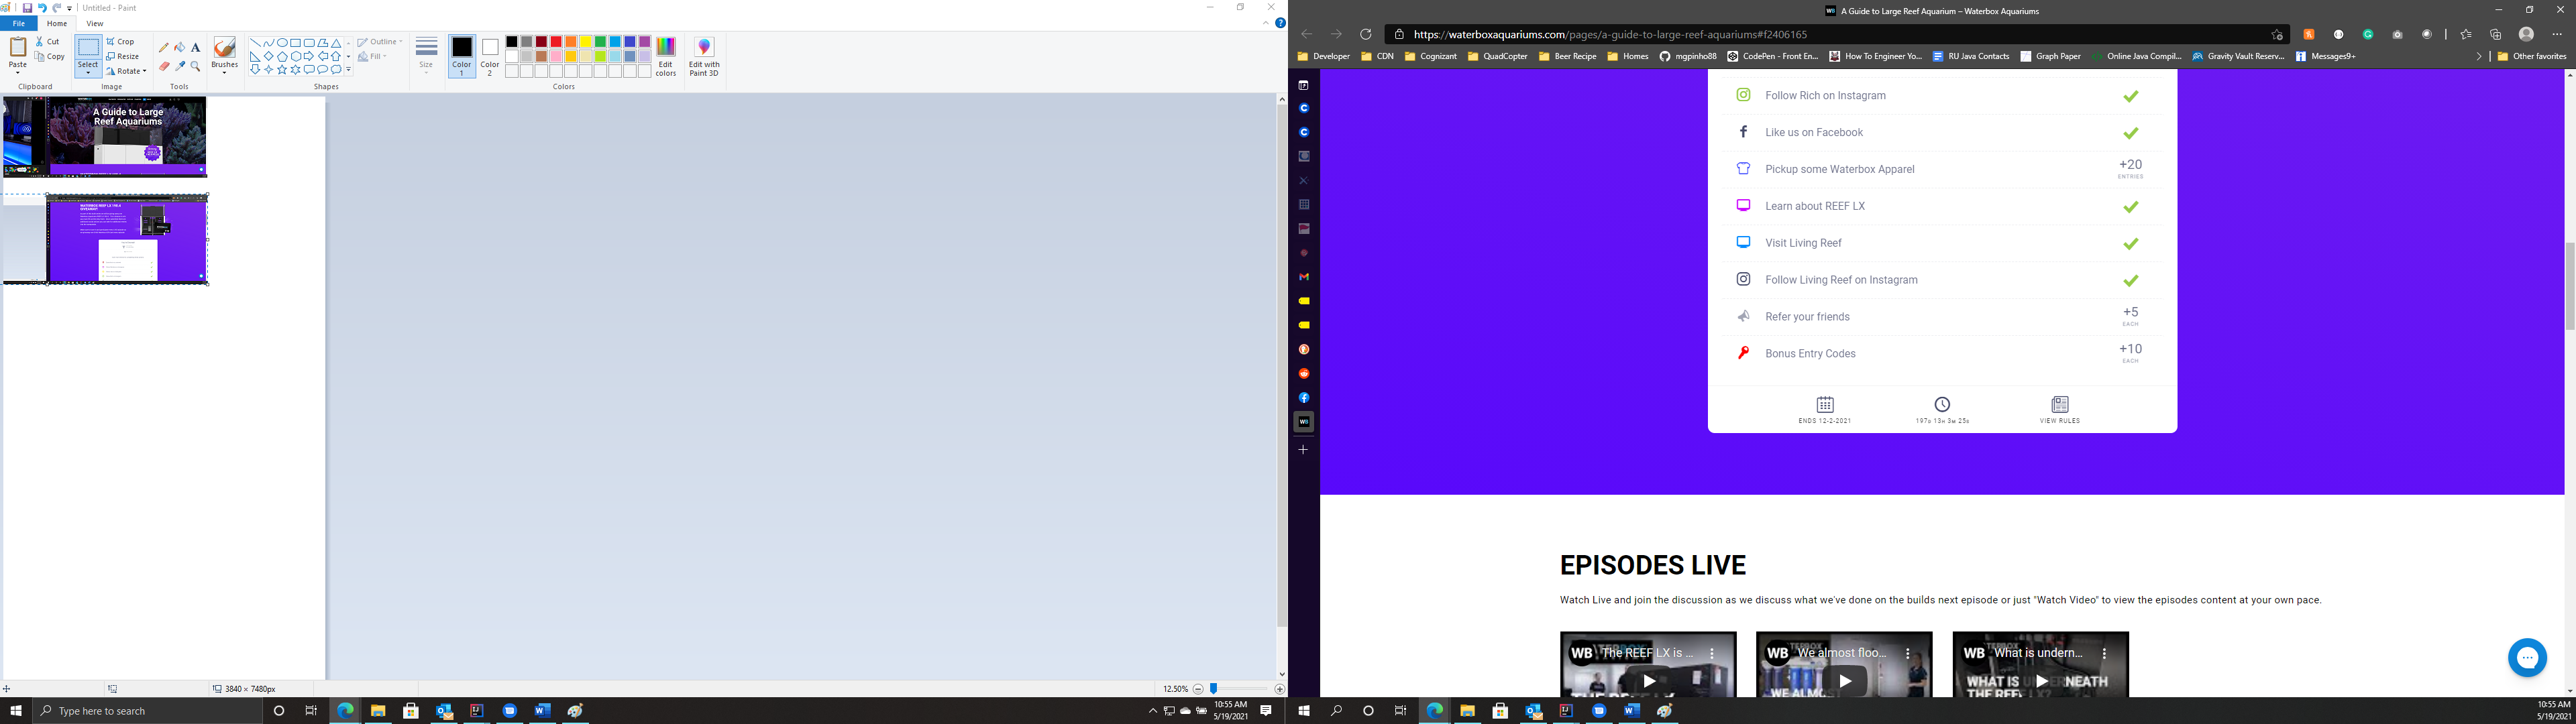 Untitled - Paint
File
Home
View
Paste
Cut
Copy
Clipboard
Select
Crop
Resize
Rotate
Image
Tools
Brushes
Shapes
Outline
Fill
Size
Color
1
Color
2
Edit
colors
Edit with
Paint 3D
Colors
A Guide to Large
Reef Aquariums
3840 × 7480px
12.50%
Type here to search
10:55 AM
5/19/2021
A Guide to Large Reef Aquarium – Waterbox Aquariums
https://waterboxaquariums.com/pages/a-guide-to-large-reef-aquariums#f2406165
Developer
CDN
Cognizant
QuadCopter
Beer Recipe
Homes
mgpinho88
CodePen - Front En...
How To Engineer Yo...
RU Java Contacts
Graph Paper
Online Java Compil...
Gravity Vault Reserv...
Messages9+
Other favorites
Follow Rich on Instagram
Like us on Facebook
Pickup some Waterbox Apparel
+20
ENTRIES
Learn about REEF LX
Visit Living Reef
Follow Living Reef on Instagram
Refer your friends
+5
EACH
Bonus Entry Codes
+10
EACH
ENDS 12-2-2021
197D 13H 3M 25S
VIEW RULES
EPISODES LIVE
Watch Live and join the discussion as we discuss what we've done on the builds next episode or just "Watch Video" to view the episodes content at your own pace.
WB The REEF LX is ...
WB We almost floo...
WE ALMOST
WB What is undern...
WHAT IS UNDERNEATH
THE REEF LX?
10:55 AM
5/19/2021